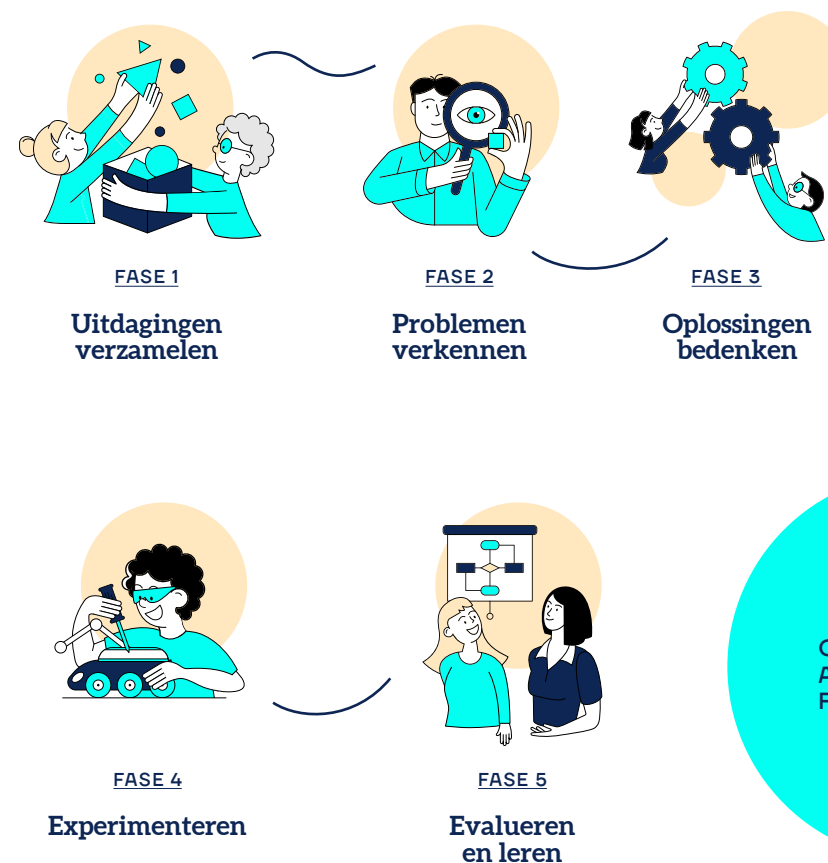 FASE 1
Uitdagingen
verzamelen
FASE 2
Problemen
verkennen
FASE 3
Oplossingen
bedenken
FASE 4
Experimenteren
FASE 5
Evalueren
en leren